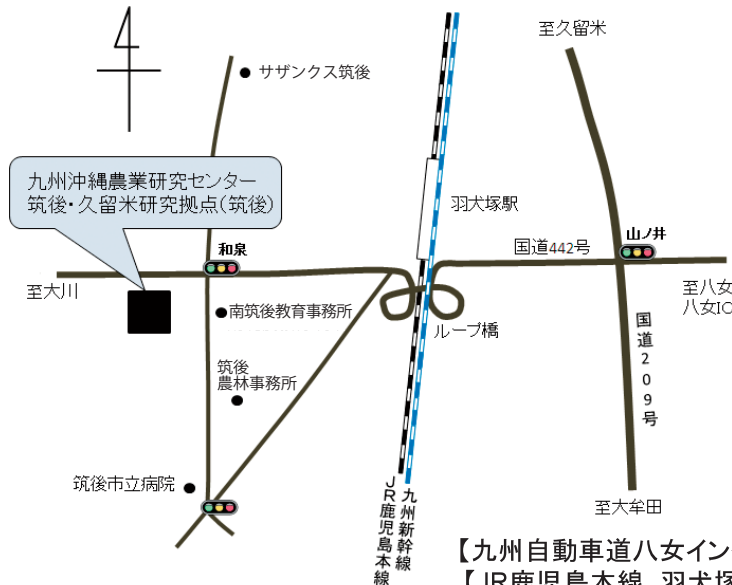 至久留米
サザンクス筑後
九州沖縄農業研究センター
筑後・久留米研究拠点(筑後)
羽犬塚駅
山ノ井
和泉
国道442号
至大川
至八女
八女IC
南筑後教育事務所
ループ橋
国道209号
筑後
農林事務所
筑後市立病院
九州新幹線
JR鹿児島本線
至大牟田
【九州自動車道八女イン
【JR鹿児島本線 羽犬塚